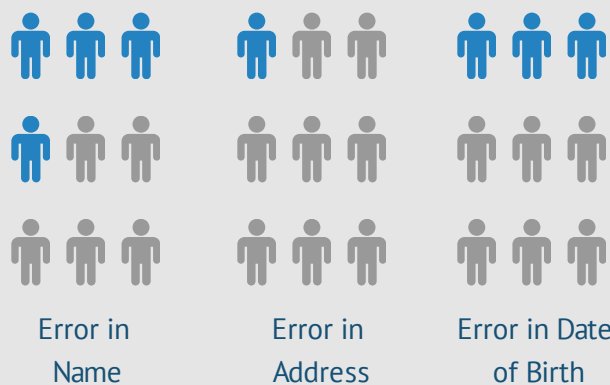 Error in
Name
Error in
Address
Error in Date
of Birth